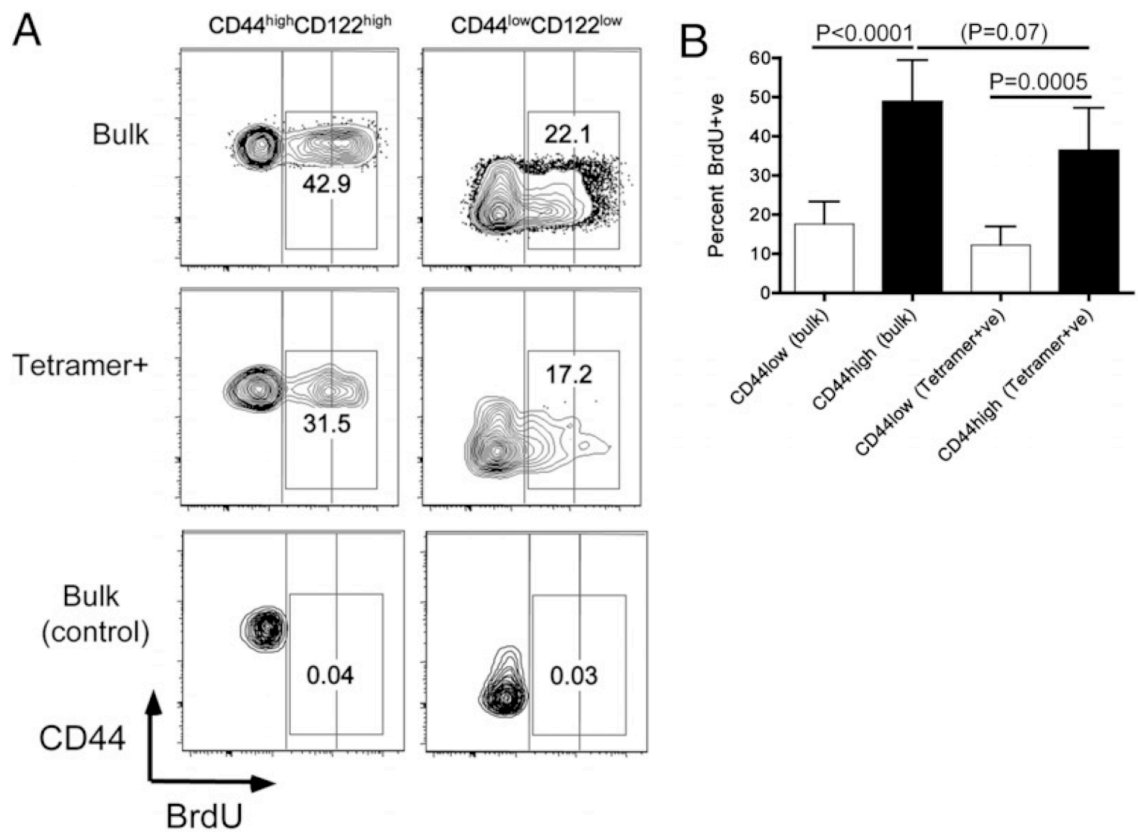 A
CD44highCD122high
CD44lowCD122low
Bulk
42.9
22.1
Tetramer+
31.5
17.2
Bulk
(control)
0.04
0.03
CD44
BrdU
B
P<0.0001
(P=0.07)
P=0.0005
Percent BrdU+ve
60
50
40
30
20
10
0
CD44low (bulk)
CD44high (bulk)
CD44low (Tetramer+ve)
CD44high (Tetramer+ve)